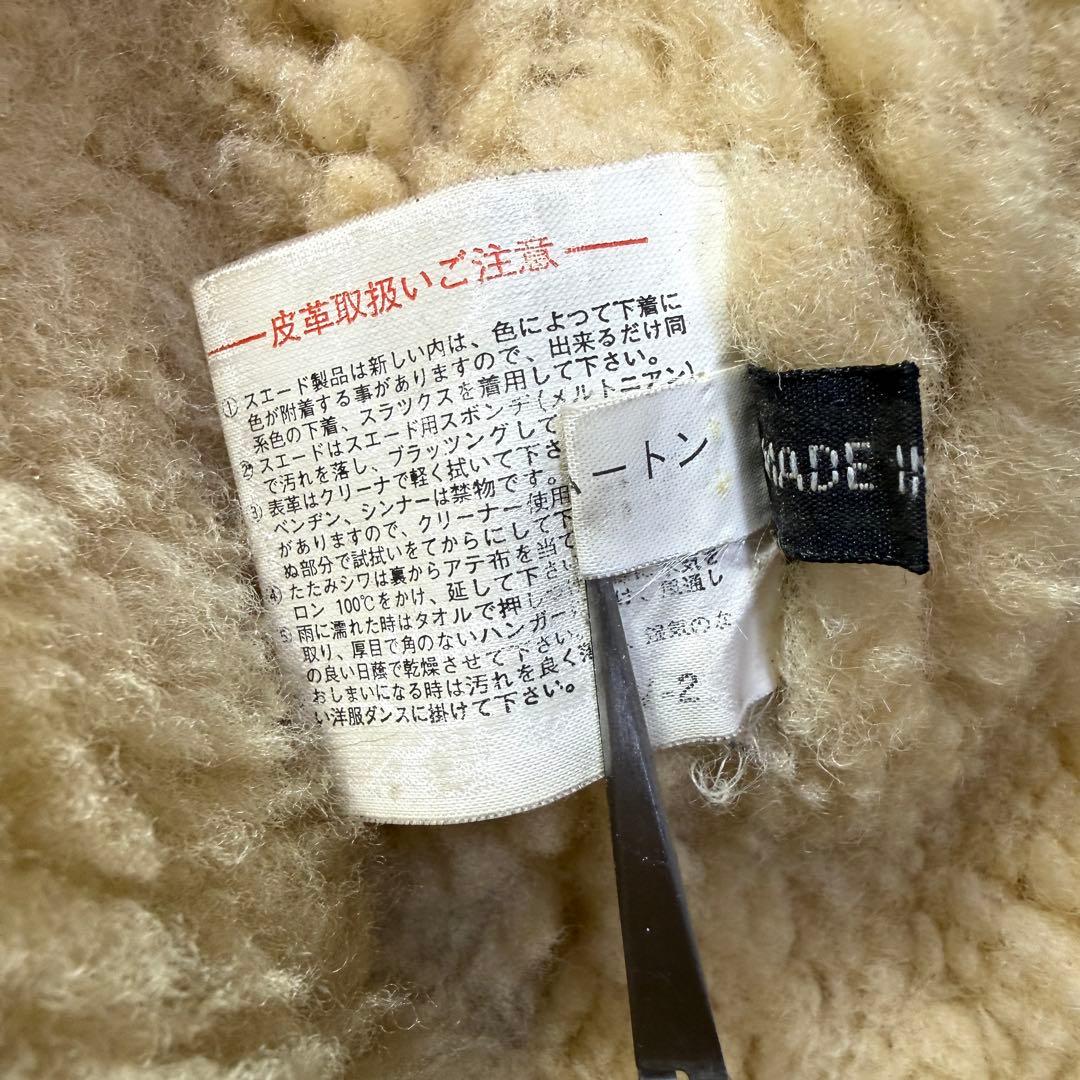 皮革取扱いご注意
① スエード製品は新しい内は、色によって下着に
色が附着する事がありますので、出来るだけ同
系色の下着、スラックスを着用して下さい。
② スエードはスエード用スポンヂ(メルトニアン)
で汚れを落し、ブラッツングして
③ 表革はクリーナで軽く拭いて下さ
ベンヂン、シンナーは禁物です。
がありますので、クリーナー使用
ぬ部分で試拭いをてからにして下
④ たたみシワは裏からアテ布を当て
ロン 100℃をかけ、延して下さい
⑤ 雨に濡れた時はタオルで押して
取り、厚目で角のないハンガー 風通し
の良い日蔭で乾燥させて下さい。
おしまいになる時は汚れを良く落 湿気のな
い洋服ダンスに掛けて下さい。
-2
ートン
MADE I